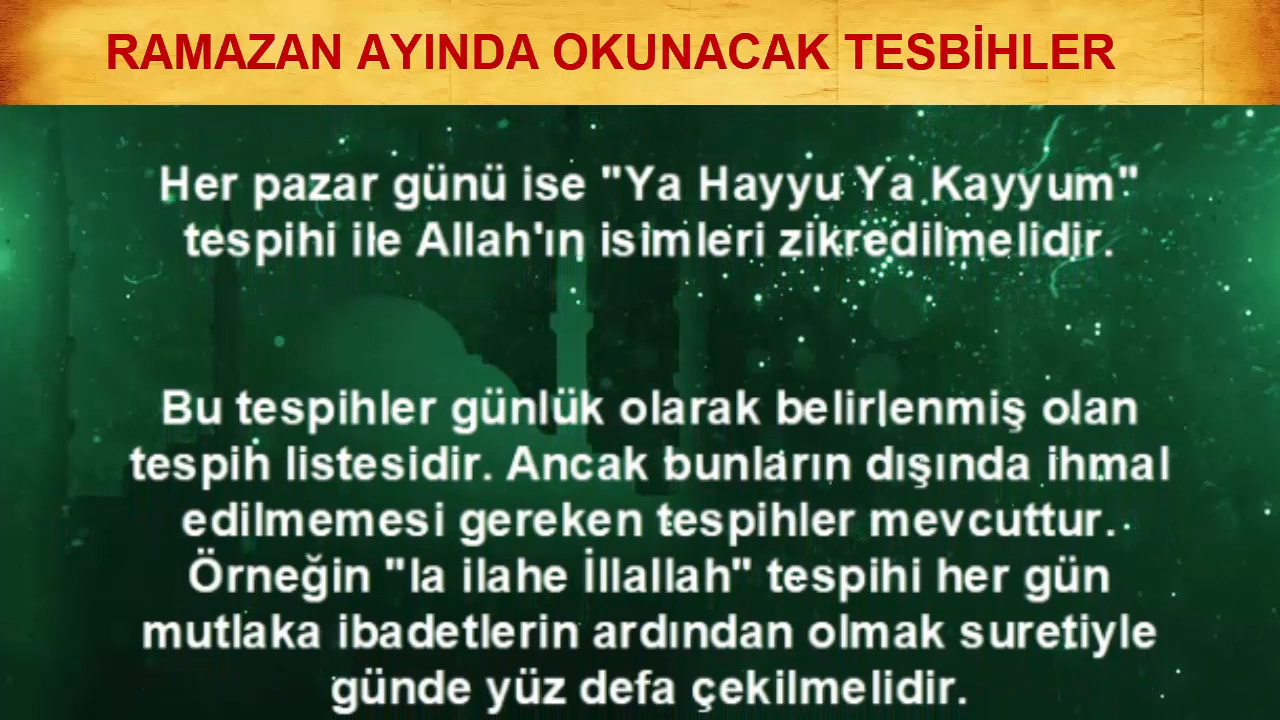 RAMAZAN AYINDA OKUNACAK TESBİHLER
Her pazar günü ise "Ya Hayyu Ya Kayyum"
tespihi ile Allah'ın isimleri zikredilmelidir.
Bu tespihler günlük olarak belirlenmiş olan
tespih listesidir. Ancak bunların dışında ihmal
edilmemesi gereken tespihler mevcuttur.
Örneğin "la ilahe İllallah" tespihi her gün
mutlaka ibadetlerin ardından olmak suretiyle
günde yüz defa çekilmelidir.